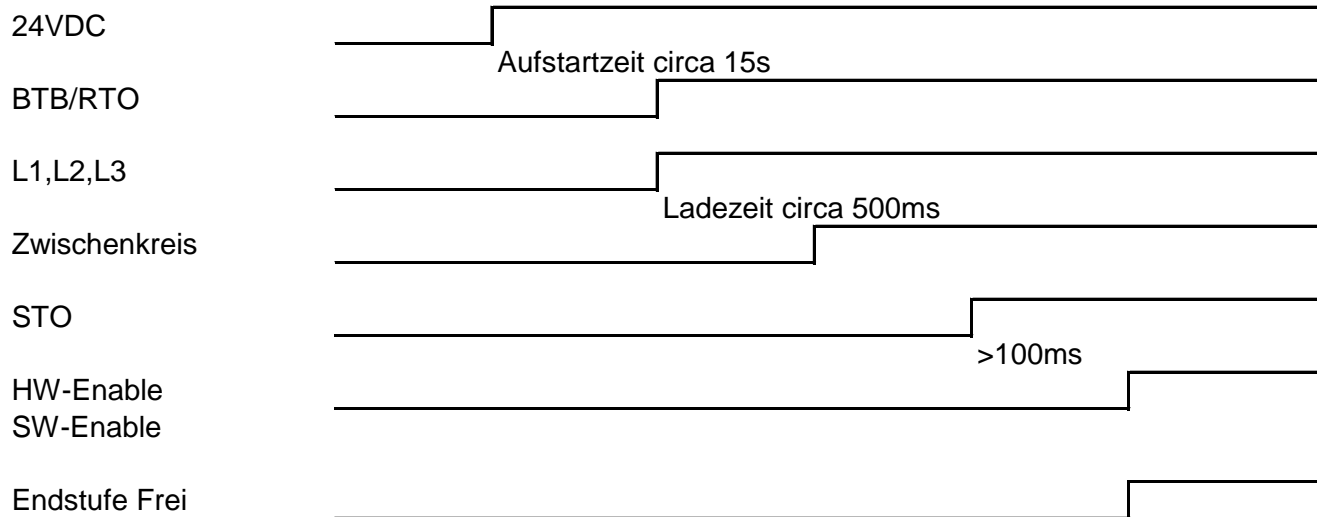 24VDC
Aufstartzeit circa 15s
BTB/RTO
L1,L2,L3
Ladezeit circa 500ms
Zwischenkreis
STO
>100ms
HW-Enable
SW-Enable
Endstufe Frei